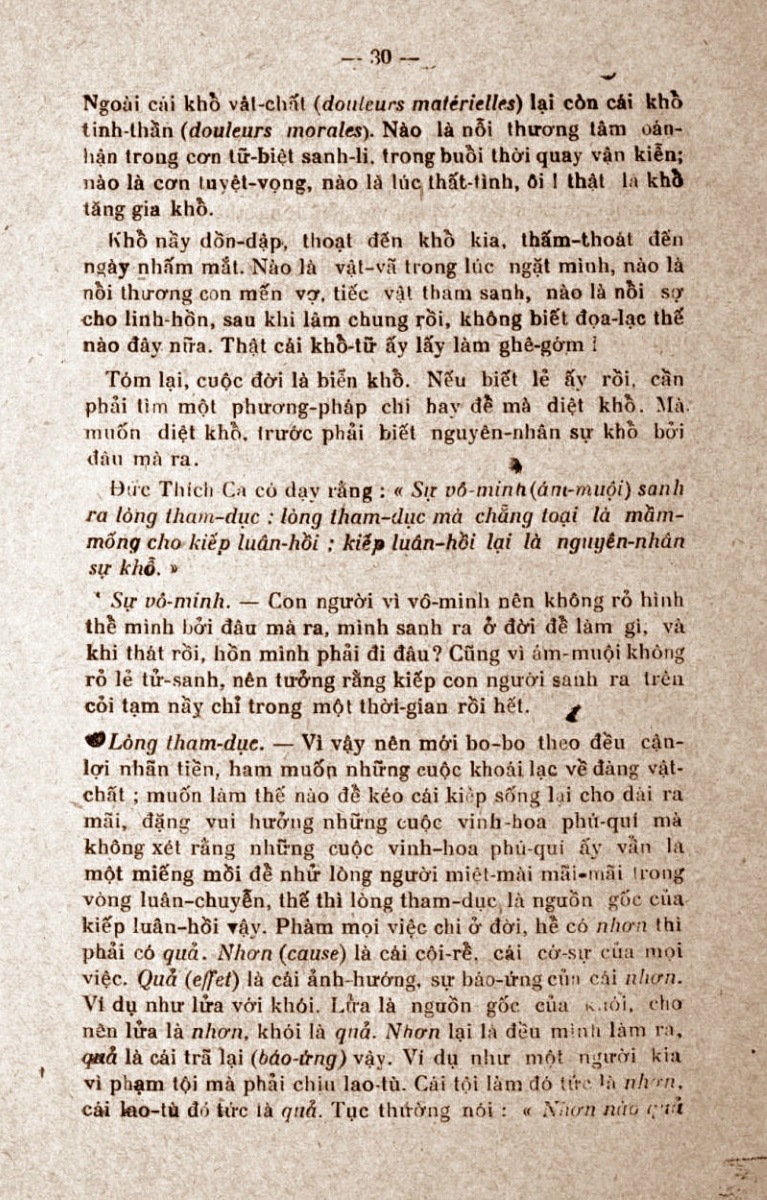 — 30 —
Ngoài cái khổ vật-chất (douleurs matérielles) lại còn cái khổ
tinh-thần (douleurs morales). Nào là nỗi thương tâm oán-
hận trong cơn tử-biệt sanh-li, trong buổi thời quay vận kiển;
nào là cơn tuyệt-vọng, nào là lúc thất-tình, ôi ! thật là khổ
tăng gia khổ.
Khổ nầy dồn-dập, thoạt đến khổ kia, thấm-thoát đến
ngày nhắm mắt. Nào là vật-vã trong lúc ngặt mình, nào là
nỗi thương con mến vợ, tiếc vật tham sanh, nào là nỗi sợ
cho linh-hồn, sau khi lâm chung rồi, không biết đọa-lạc thế
nào đây nữa. Thật cái khổ-tử ấy lấy làm ghê-gớm !
Tóm lại, cuộc đời là biển khổ. Nếu biết lẻ ấy rồi, cần
phải tìm một phương-pháp chi hay để mà diệt khổ. Mà
muốn diệt khổ, trước phải biết nguyên-nhân sự khổ bởi
đâu mà ra.
Đức Thích Ca có dạy rằng : « Sự vô-minh (ám-muội) sanh
ra lòng tham-dục ; lòng tham-dục mà chẳng toại là mầm-
mống cho kiếp luân-hồi ; kiếp luân-hồi lại là nguyên-nhân
sự khổ. »
Sự vô-minh. — Con người vì vô-minh nên không rỏ hình
thể mình bởi đâu mà ra, mình sanh ra ở đời để làm gì, và
khi thát rồi, hồn mình phải đi đâu? Cũng vì ám-muội không
rỏ lẻ tử-sanh, nên tưởng rằng kiếp con người sanh ra trên
cỏi tạm nầy chỉ trong một thời-gian rồi hết.
Lòng tham-dục. — Vì vậy nên mới bo-bo theo đều cận-
lợi nhãn tiền, ham muốn những cuộc khoái lạc về đàng vật-
chất ; muốn làm thế nào để kéo cái kiếp sống lại cho dài ra
mãi, đặng vui hưởng những cuộc vinh-hoa phú-quí mà
không xét rằng những cuộc vinh-hoa phú-quí ấy vẫn là
một miếng mồi để nhử lòng người miệt-mài mãi-mãi trong
vòng luân-chuyển, thế thì lòng tham-dục, là nguồn gốc của
kiếp luân-hồi vậy. Phàm mọi việc chi ở đời, hể có nhơn thì
phải có quả. Nhơn (cause) là cái cội-rể, cái cớ-sự của mọi
việc. Quả (effet) là cái ảnh-hướng, sự báo-ứng của cái nhơn.
Ví dụ như lửa với khói. Lửa là nguồn gốc của khói, cho
nên lửa là nhơn, khói là quả. Nhơn lại là đều mình làm ra,
quả là cái trã lại (báo-ứng) vậy. Ví dụ như một người kia
vì phạm tội mà phải chịu lao-tù. Cái tội làm đó tức là nhơn,
cái lao-tù đó tức là quả. Tục thường nói : « Nhơn nào quả